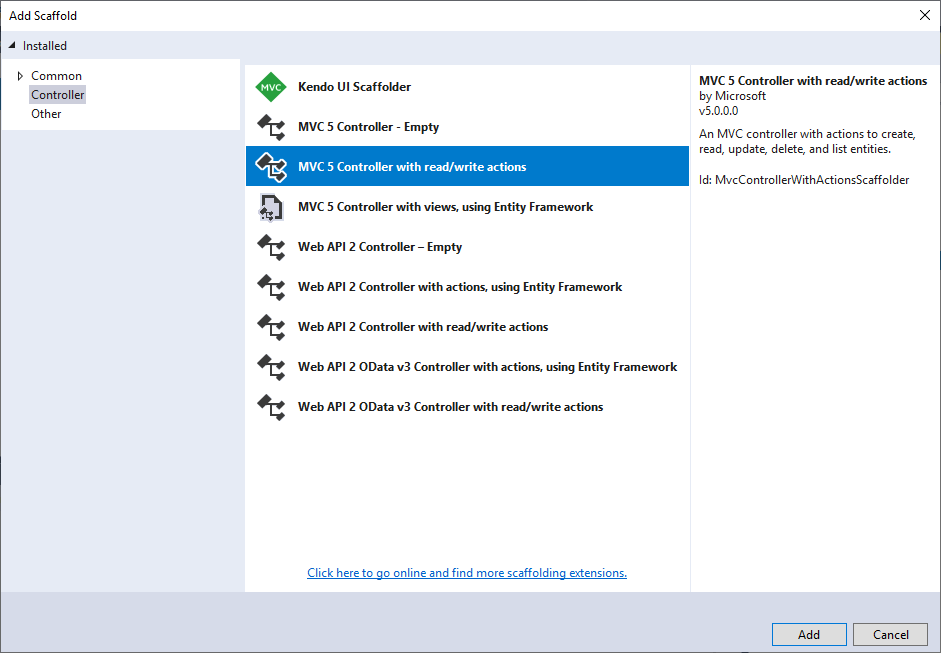 Add Scaffold
Installed
Common
Controller
Other
MVC
Kendo UI Scaffolder
MVC 5 Controller - Empty
MVC 5 Controller with read/write actions
MVC 5 Controller with views, using Entity Framework
Web API 2 Controller – Empty
Web API 2 Controller with actions, using Entity Framework
Web API 2 Controller with read/write actions
Web API 2 OData v3 Controller with actions, using Entity Framework
Web API 2 OData v3 Controller with read/write actions
Click here to go online and find more scaffolding extensions.
MVC 5 Controller with read/write actions
by Microsoft
v5.0.0.0
An MVC controller with actions to create,
read, update, delete, and list entities.
Id: MvcControllerWithActionsScaffolder
Add
Cancel